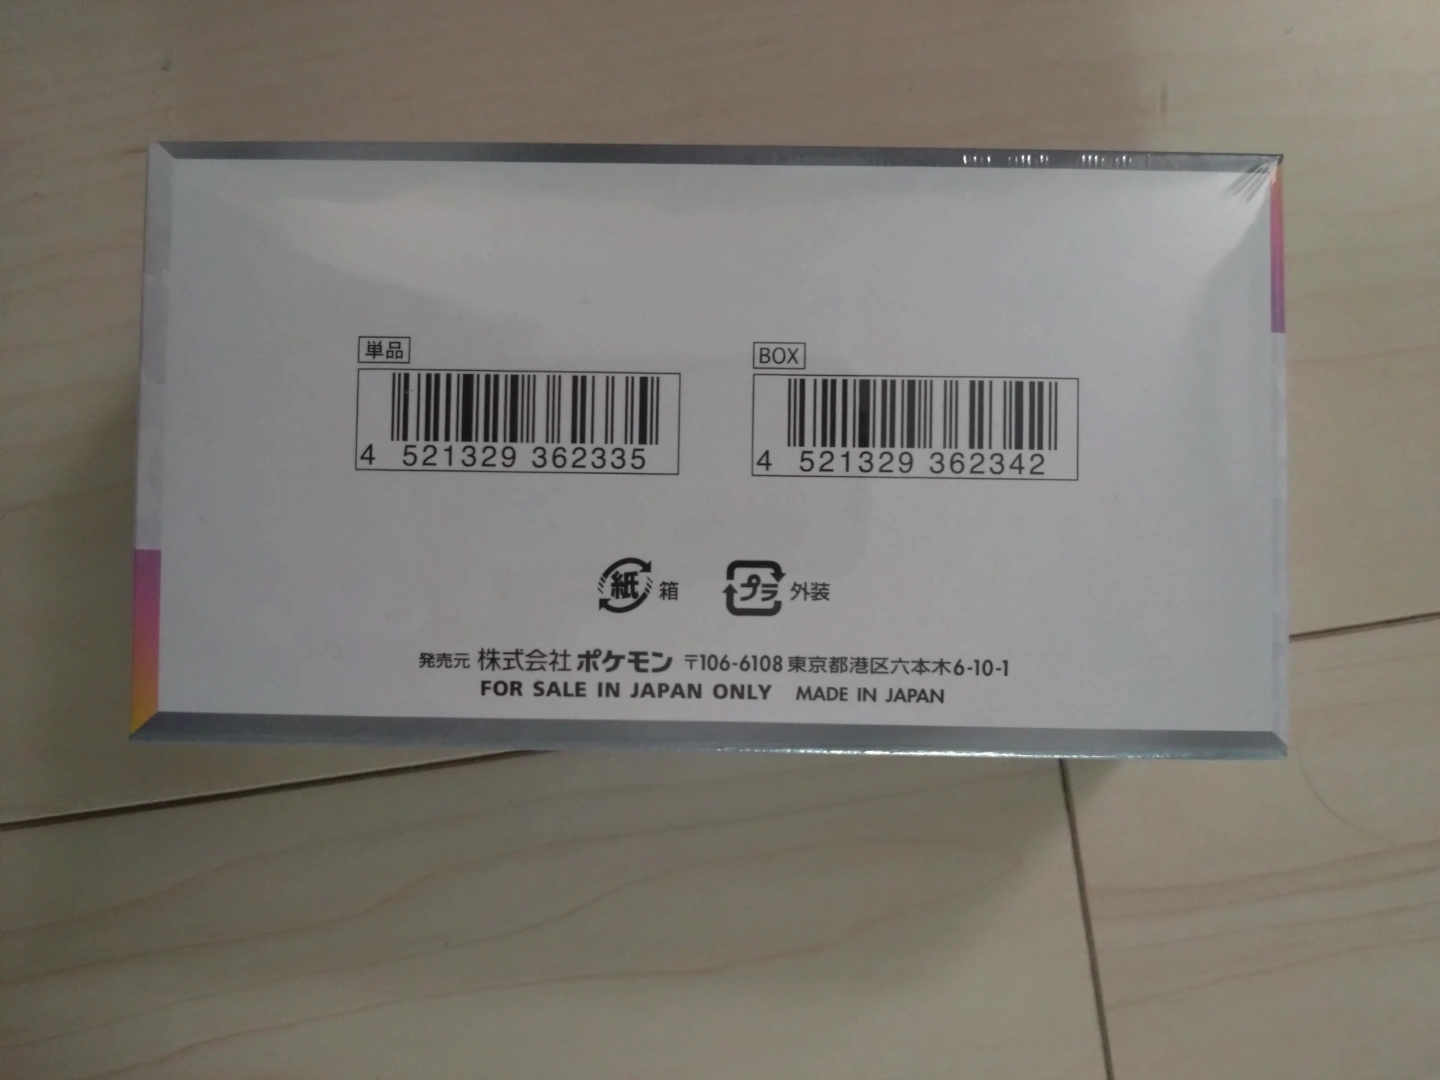 単品
4 521329 362335
BOX
4 521329 362342
紙 箱
プラ 外装
発売元 株式会社 ポケモン 〒106-6108 東京都港区六本木6-10-1
FOR SALE IN JAPAN ONLY MADE IN JAPAN